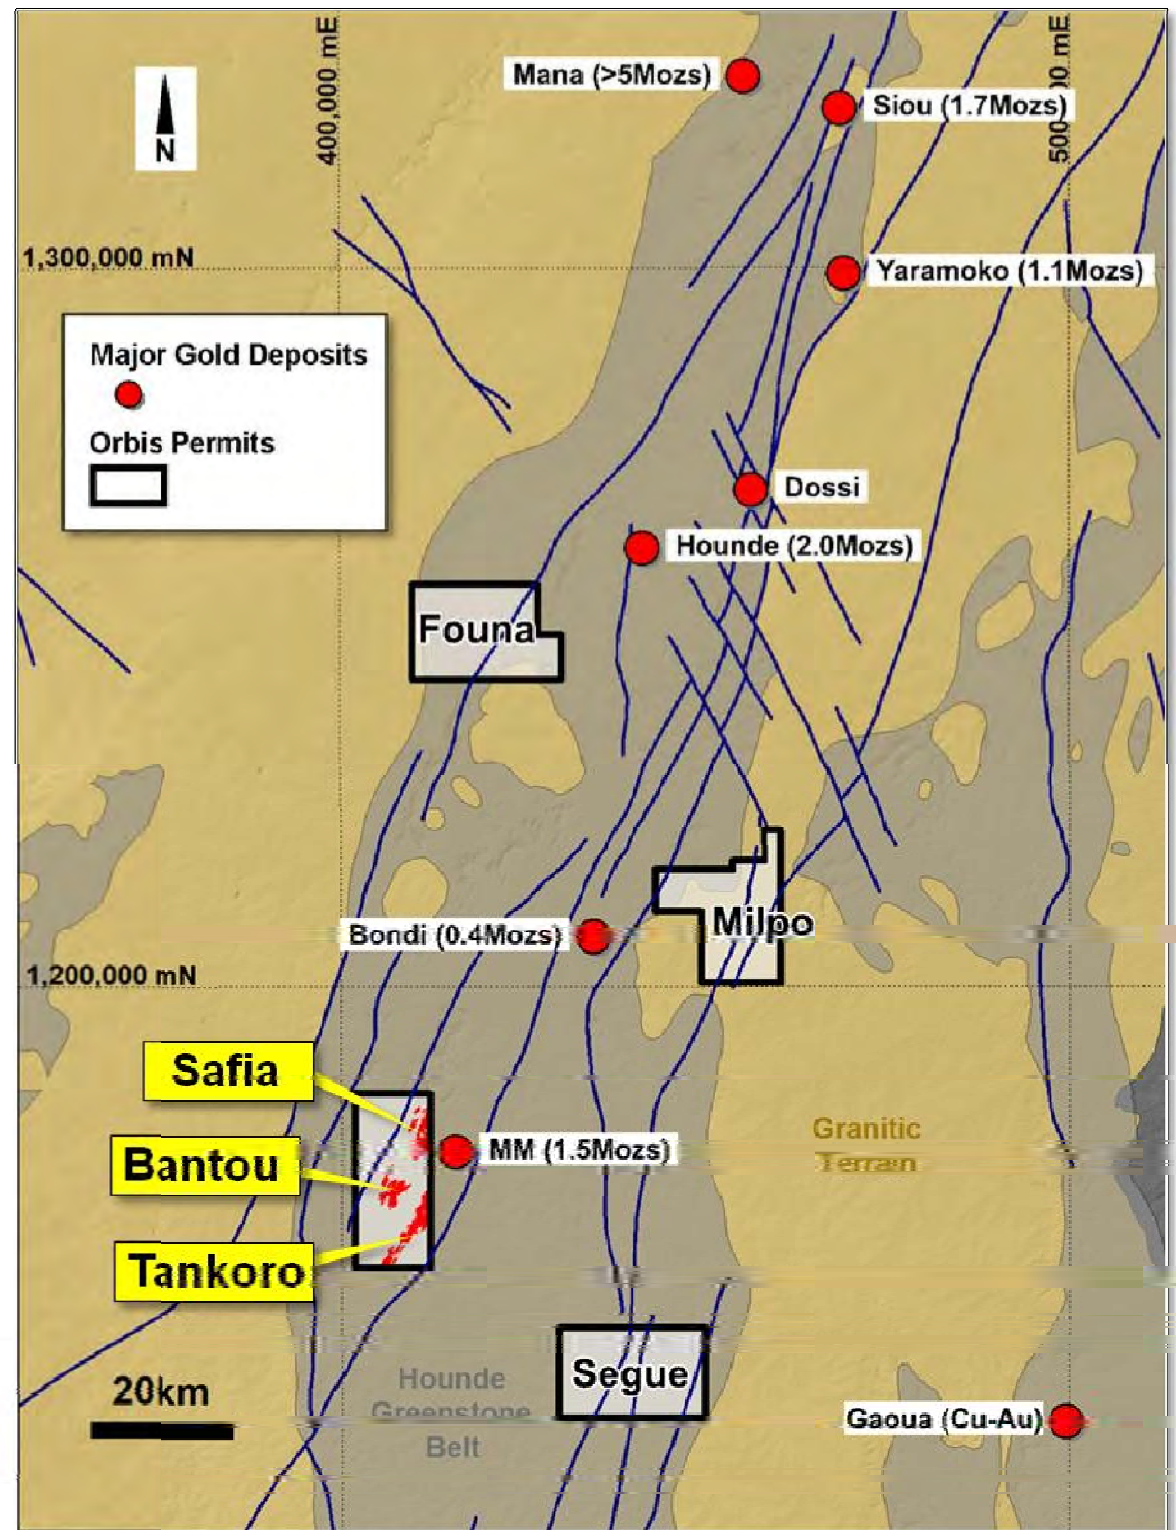 400,000 mE
500,000 mE
Mana (>5Mozs)
Siou (1.7Mozs)
N
1,300,000 mN
Yaramoko (1.1Mozs)
Major Gold Deposits
Orbis Permits
Dossi
Hounde (2.0Mozs)
Founa
Milpo
Bondi (0.4Mozs)
1,200,000 mN
Safia
Granitic
Terrain
MM (1.5Mozs)
Bantou
Tankoro
Segue
20km
Hounde
Greenstone
Belt
Gaoua (Cu-Au)